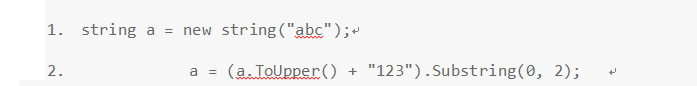 1. string a = new string("abc");↵
2. a = (a.ToUpper() + "123").Substring(0, 2); ↵